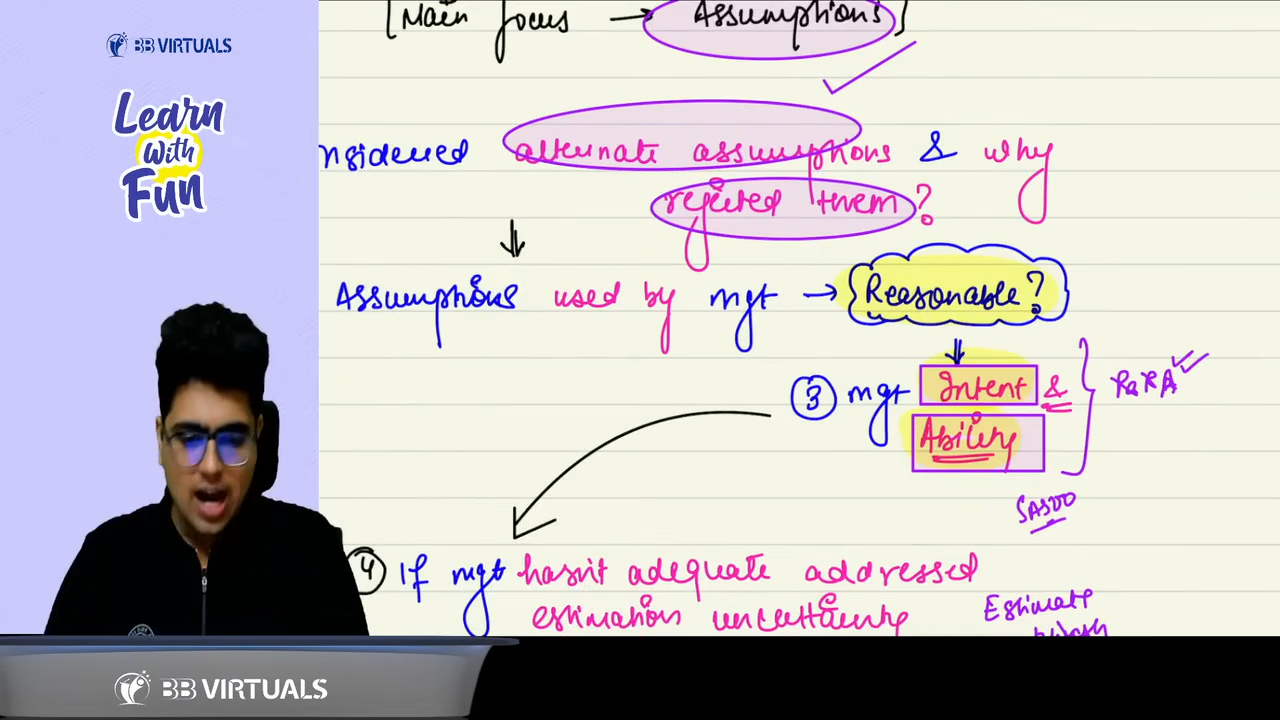 BB VIRTUALS
Learn
With
Fun
[Main focus → Assumptions]
nsidered alternate assumptions & why
rejected them?
Assumptions used by mgt → Reasonable?
③ mgt Intent &
Ability
SA500
④ If mgt hasn't adequate addressed
estimation uncertainty
Estimate
BB VIRTUALS